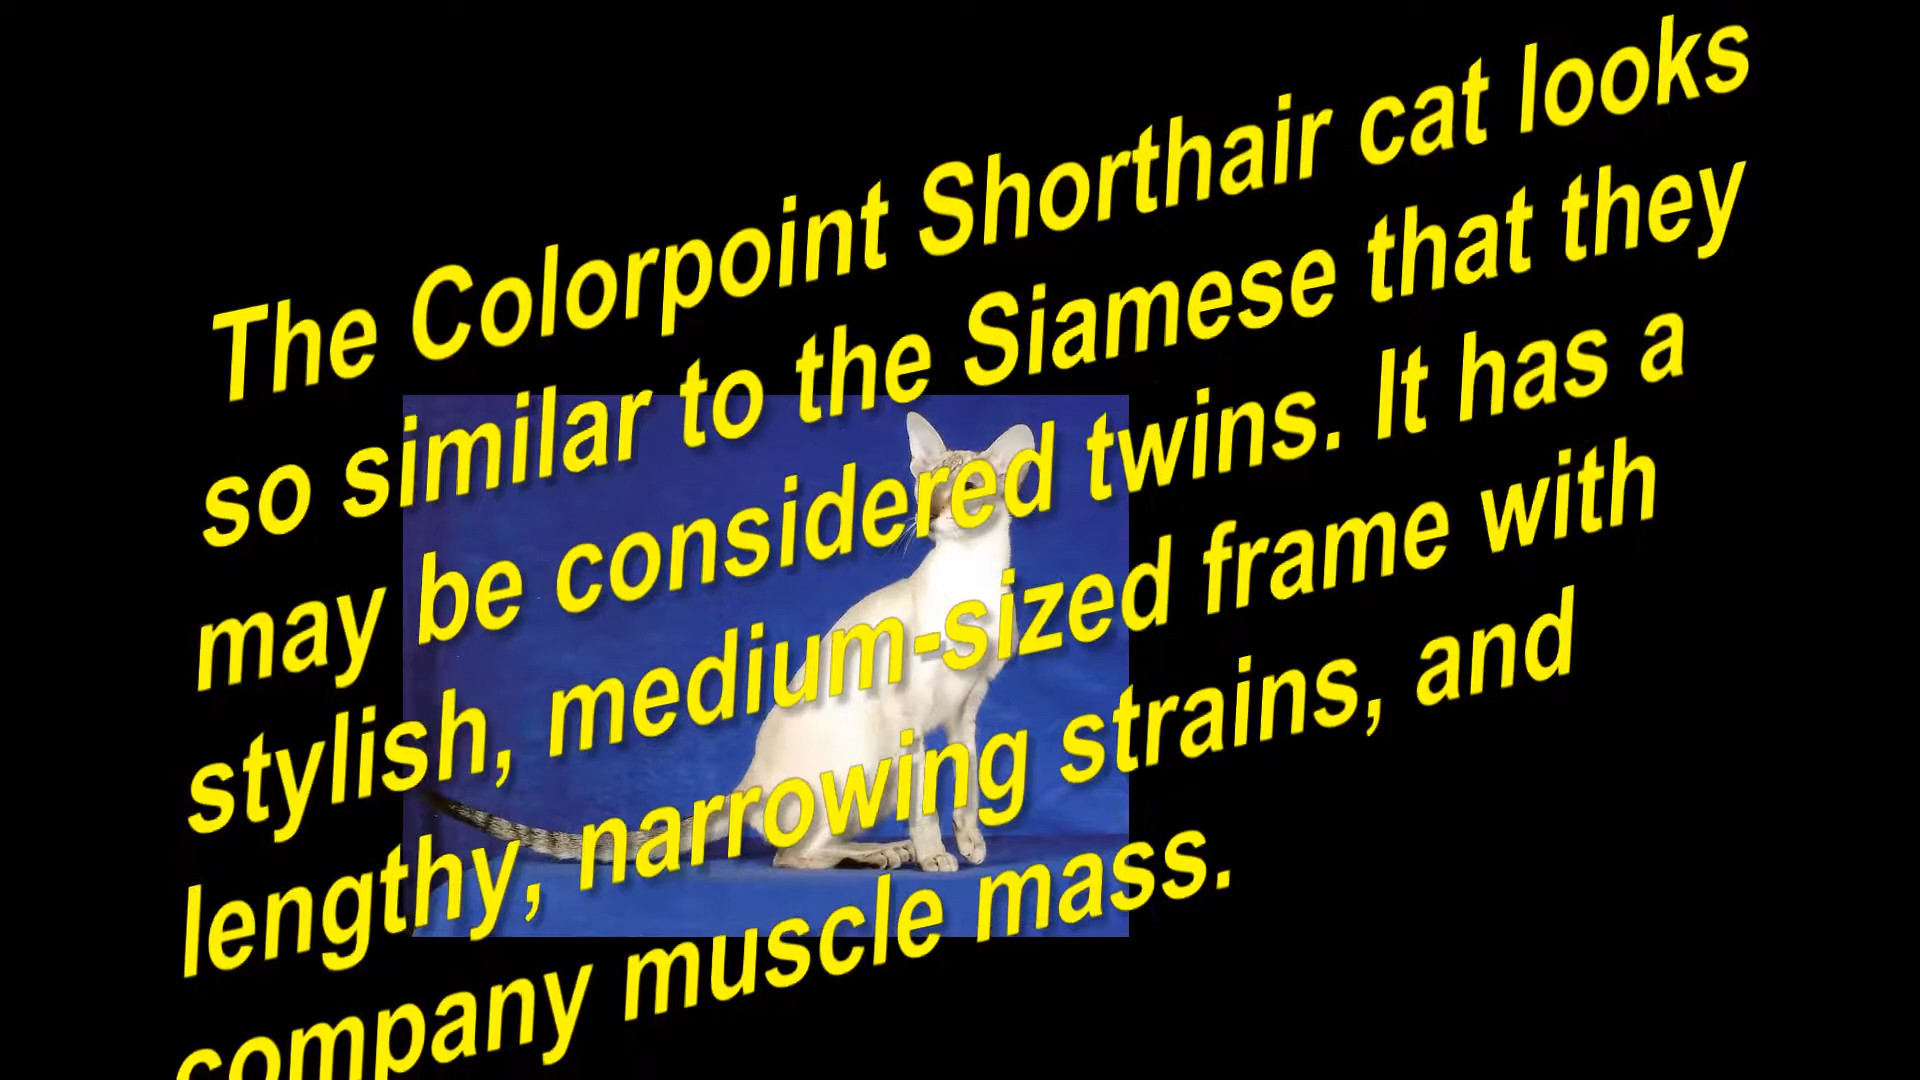 The Colorpoint Shorthair cat looks
so similar to the Siamese that they
may be considered twins. It has a
stylish, medium-sized frame with
lengthy, narrowing strains, and
company muscle mass.